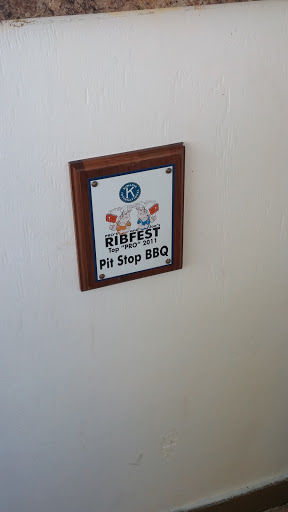 K
RIBFEST
Top "PRO" 2011
Pit Stop BBQ